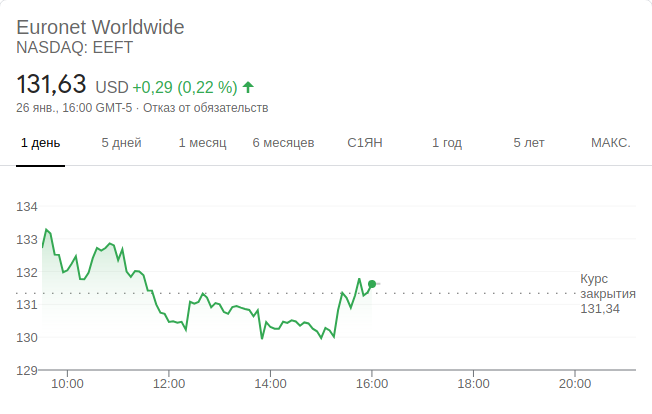 Euronet Worldwide
NASDAQ: EEFT
131,63 USD +0,29 (0,22 %)
26 янв., 16:00 GMT-5 · Отказ от обязательств
1 день 5 дней 1 месяц 6 месяцев С1ЯН 1 год 5 лет МАКС.
134
133
132
131
130
129
Курс
закрытия
131,34
10:00 12:00 14:00 16:00 18:00 20:00